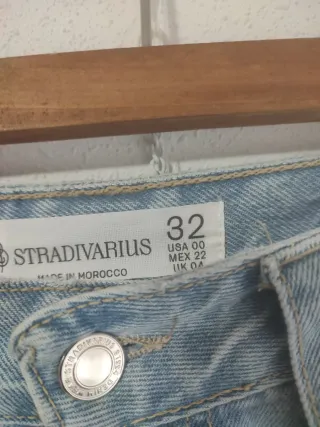 STRADIVARIUS
MADE IN MOROCCO
32
USA 00
MEX 22
UK 04